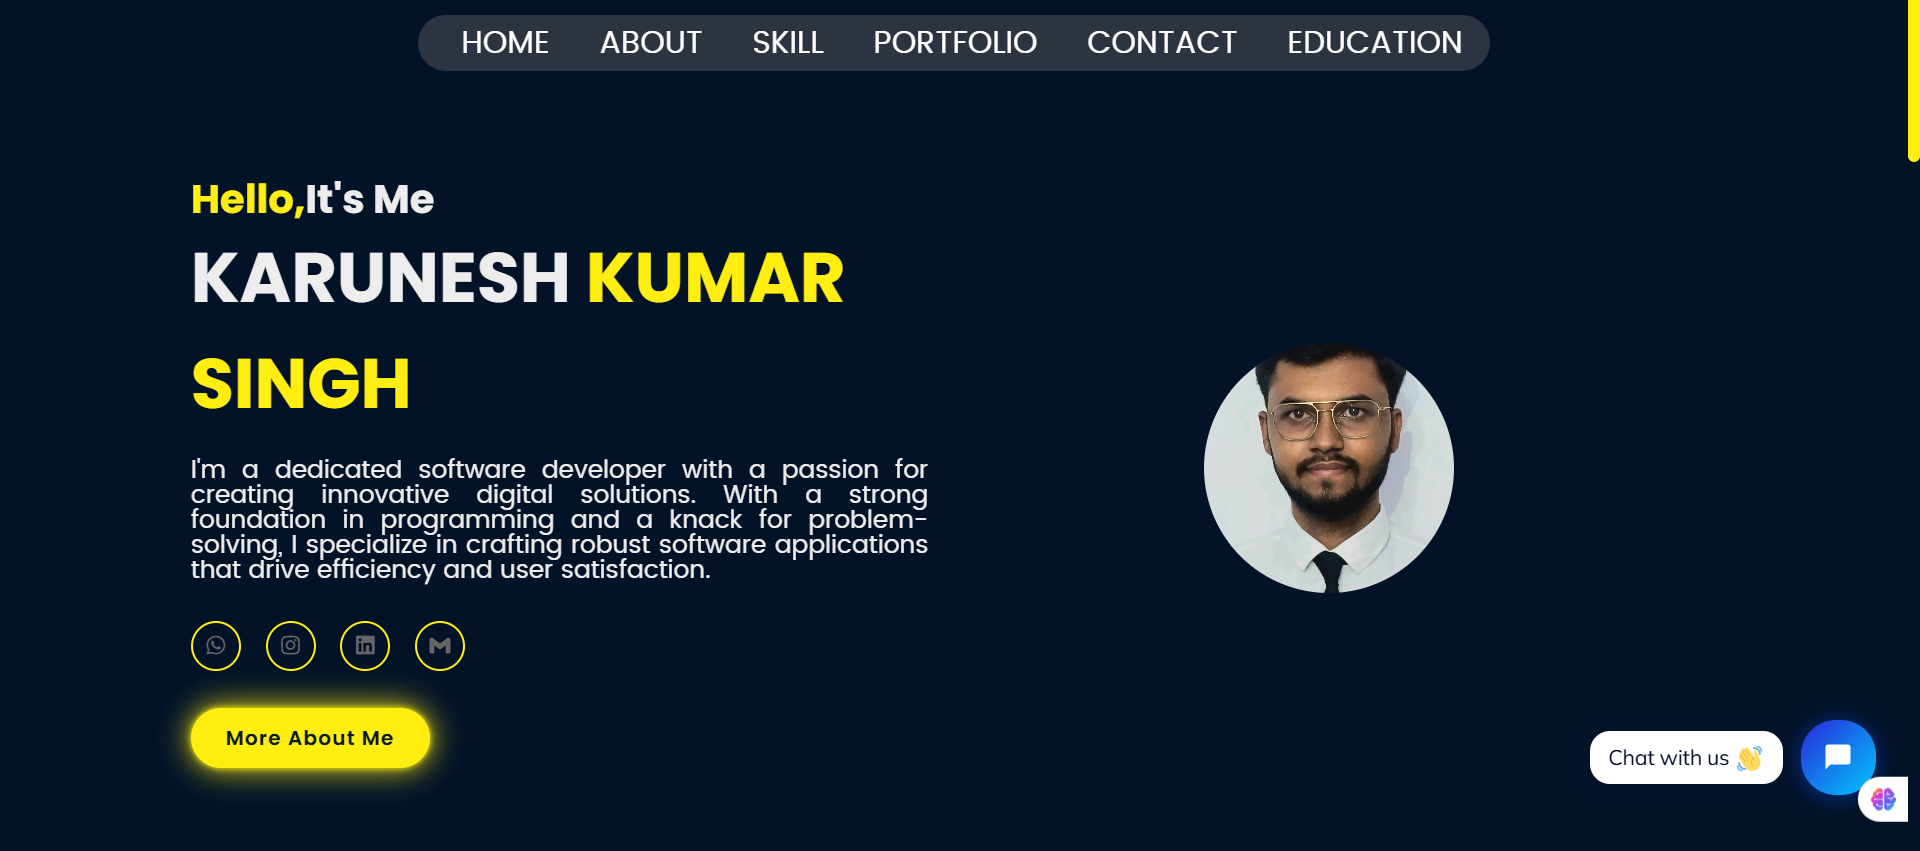 HOME ABOUT SKILL PORTFOLIO CONTACT EDUCATION
Hello,It's Me
KARUNESH KUMAR
SINGH
I'm a dedicated software developer with a passion for
creating innovative digital solutions. With a strong
foundation in programming and a knack for problem-
solving, I specialize in crafting robust software applications
that drive efficiency and user satisfaction.
More About Me
Chat with us 👋